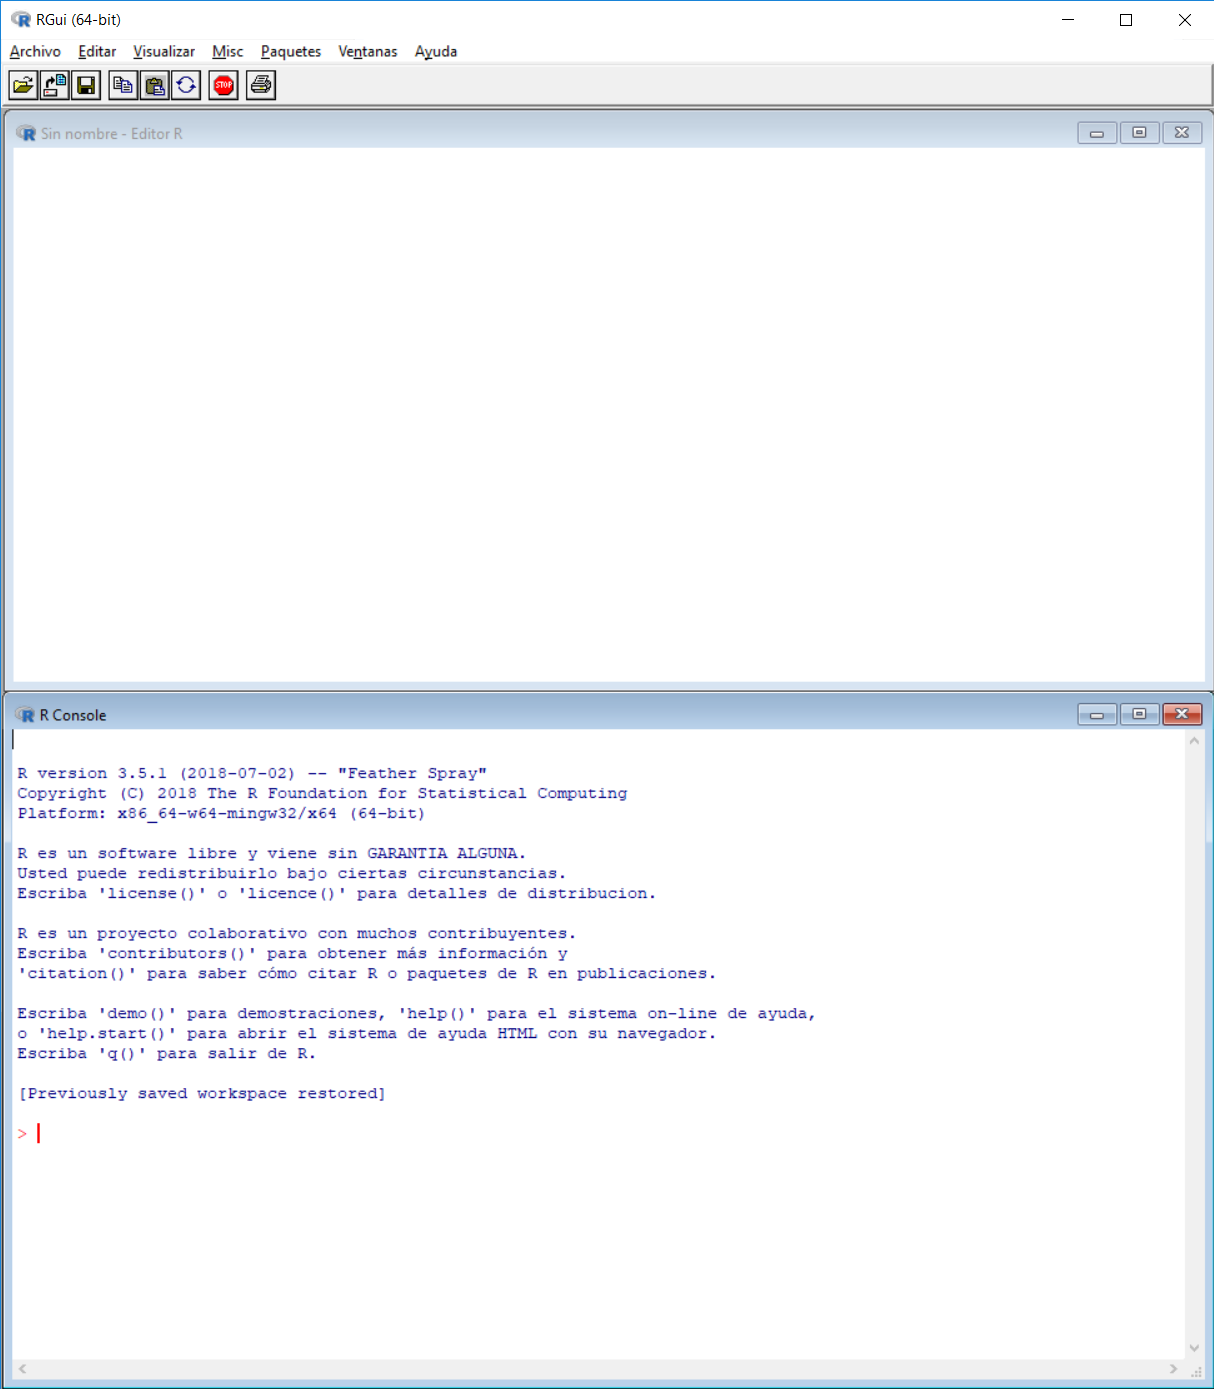 RGui (64-bit)
Archivo Editar Visualizar Misc Paquetes Ventanas Ayuda
STOP
Sin nombre - Editor R
R Console
R version 3.5.1 (2018-07-02) -- "Feather Spray"
Copyright (C) 2018 The R Foundation for Statistical Computing
Platform: x86_64-w64-mingw32/x64 (64-bit)
R es un software libre y viene sin GARANTIA ALGUNA.
Usted puede redistribuirlo bajo ciertas circunstancias.
Escriba 'license()' o 'licence()' para detalles de distribucion.
R es un proyecto colaborativo con muchos contribuyentes.
Escriba 'contributors()' para obtener más información y
'citation()' para saber cómo citar R o paquetes de R en publicaciones.
Escriba 'demo()' para demostraciones, 'help()' para el sistema on-line de ayuda,
o 'help.start()' para abrir el sistema de ayuda HTML con su navegador.
Escriba 'q()' para salir de R.
[Previously saved workspace restored]
>